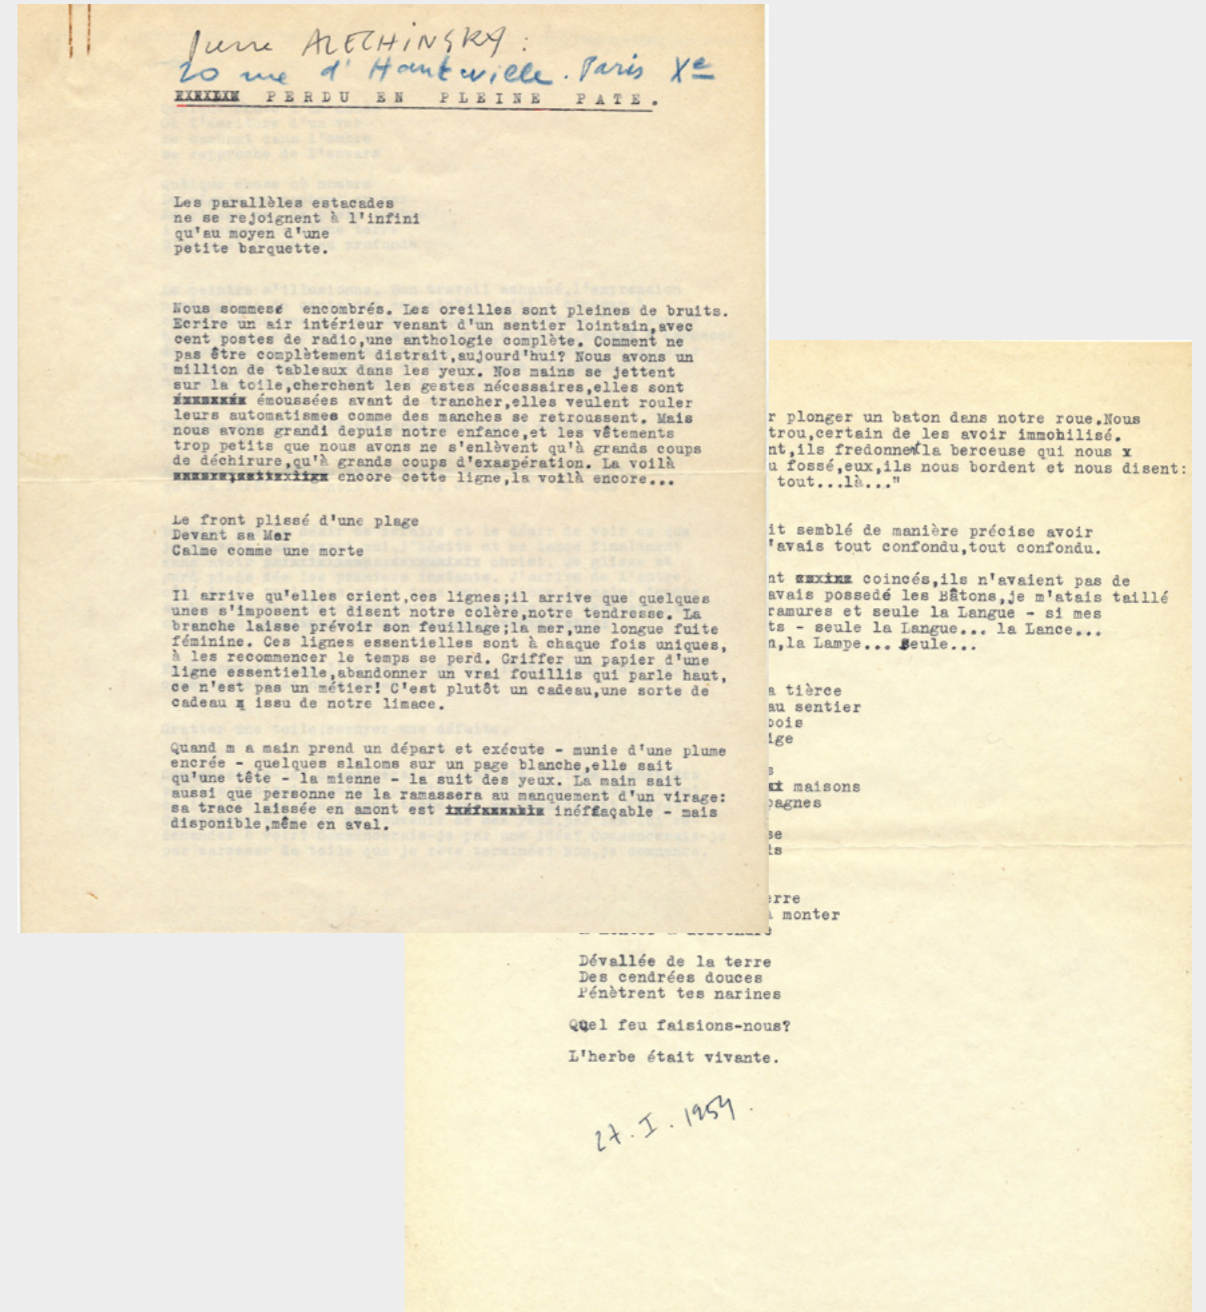 Pierre ALECHINSKY :
20 rue d'Hauteville. Paris Xe
PERDU EN PLEINE PATE.
Les parallèles estacades
ne se rejoignent à l'infini
qu'au moyen d'une
petite barquette.
Nous sommes encombrés. Les oreilles sont pleines de bruits.
Ecrire un air intérieur venant d'un sentier lointain,avec
cent postes de radio,une anthologie complète. Comment ne
pas être complètement distrait,aujourd'hui? Nous avons un
million de tableaux dans les yeux. Nos mains se jettent
sur la toile,cherchent les gestes nécessaires,elles sont
émoussées avant de trancher,elles veulent rouler
leurs automatismes comme des manches se retroussent. Mais
nous avons grandi depuis notre enfance,et les vêtements
trop petits que nous avons ne s'enlèvent qu'à grands coups
de déchirure,qu'à grands coups d'exaspération. La voilà
encore cette ligne,la voilà encore...
Le front plissé d'une plage
Devant sa Mer
Calme comme une morte
Il arrive qu'elles crient,ces lignes;il arrive que quelques
unes s'imposent et disent notre colère,notre tendresse. La
branche laisse prévoir son feuillage;la mer,une longue fuite
féminine. Ces lignes essentielles sont à chaque fois uniques,
à les recommencer le temps se perd. Griffer un papier d'une
ligne essentielle,abandonner un vrai fouillis qui parle haut,
ce n'est pas un métier! C'est plutôt un cadeau,une sorte de
cadeau issu de notre limace.
Quand m a main prend un départ et exécute - munie d'une plume
encrée - quelques slaloms sur un page blanche,elle sait
qu'une tête - la mienne - la suit des yeux. La main sait
aussi que personne ne la ramassera au manquement d'un virage:
sa trace laissée en amont est inéffaçable - mais
disponible,même en aval.
r plonger un baton dans notre roue.Nous
trou,certain de les avoir immobilisé.
nt,ils fredonnent la berceuse qui nous x
u fossé,eux,ils nous bordent et nous disent:
tout...là..."
it semblé de manière précise avoir
'avais tout confondu,tout confondu.
nt coincés,ils n'avaient pas de
avais possedé les Bâtons,je m'atais taillé
ramures et seule la Langue - si mes
ts - seule la Langue... la Lance...
n,la Lampe... Seule...
a tièrce
au sentier
bois
ige
s
maisons
pagnes
se
is
erre
à monter
Dévallée de la terre
Des cendrées douces
Pénètrent tes narines
Quel feu faisions-nous?
L'herbe était vivante.
27.I.1954.